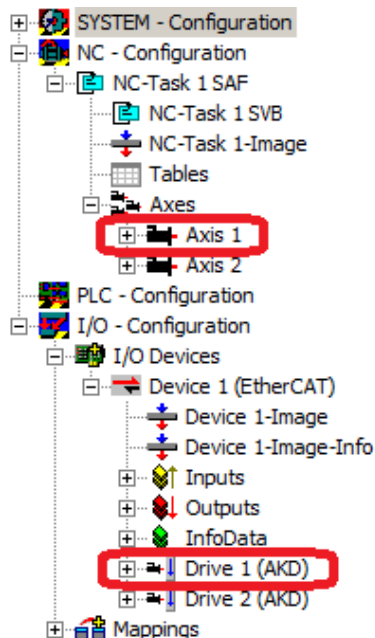 SYSTEM - Configuration
NC - Configuration
NC-Task 1 SAF
NC-Task 1 SVB
NC-Task 1-Image
Tables
Axes
Axis 1
Axis 2
PLC - Configuration
I/O - Configuration
I/O Devices
Device 1 (EtherCAT)
Device 1-Image
Device 1-Image-Info
Inputs
Outputs
InfoData
Drive 1 (AKD)
Drive 2 (AKD)
Mappings